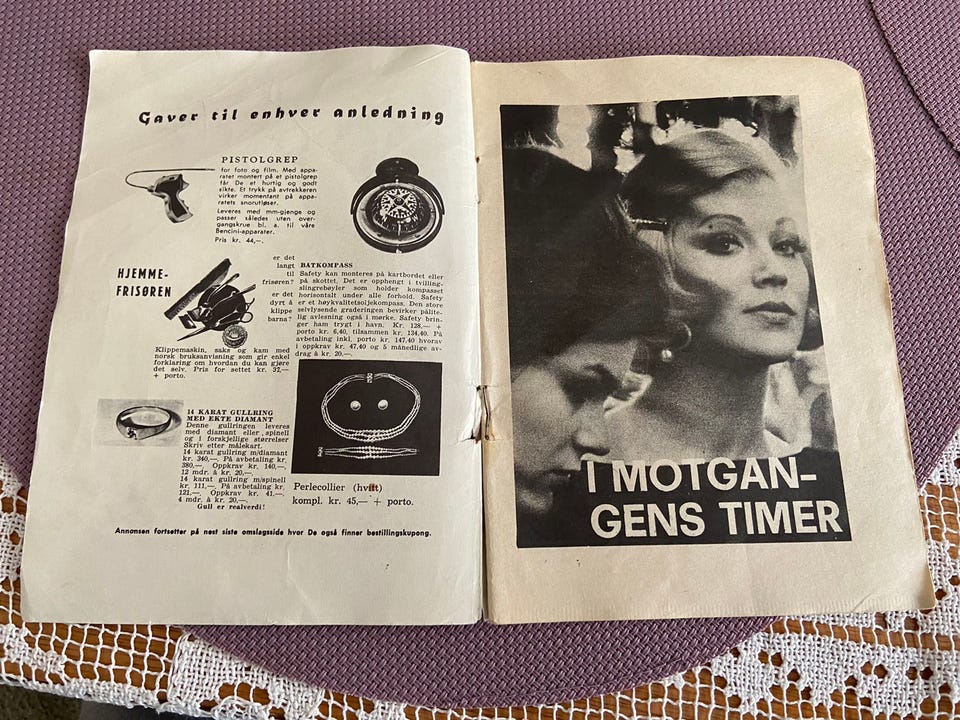 Gaver til enhver anledning
PISTOLGREP
for foto og film. Med appa-
ratet montert på et pistolgrep
får De et hurtig og godt
sikte. Et trykk på avtrekkeren
virker momentant på appa-
ratets snorutløser.
Leveres med mm-gjenge og
passer således uten over-
gangskrue bl. a. til våre
Bencini-apparater.
Pris kr. 44,—.
HJEMME-
FRISØREN
er det
langt
til
frisøren?
er det
dyrt å
klippe
barna?
Klippemaskin, saks og kam med
norsk bruksanvisning som gir enkel
forklaring om hvordan du kan gjøre
det selv. Pris for settet kr. 32,—
+ porto.
BATKOMPASS
Safety kan monteres på kartbordet eller
på skottet. Det er opphengt i tvilling-
slingrebøyler som holder kompasset
horisontalt under alle forhold. Safety
er et høykvalitetsoljekompass. Den store
selvlysende graderingen bevirker pålite-
lig avlesning også i mørke. Safety brin-
ger ham trygt i havn. Kr. 128,— +
porto kr. 6,40, tilsammen kr. 134,40. På
avbetaling inkl. porto kr. 147,40 hvorav
i oppkrav kr. 47,40 og 5 månedlige av-
drag à kr. 20,—.
14 KARAT GULLRING
MED EKTE DIAMANT
Denne gullringen leveres
med diamant eller spinell
og i forskjellige størrelser
Skriv etter målekart.
14 karat gullring m/diamant
kr. 340,—. På avbetaling kr.
380,—. Oppkrav kr. 140,—,
12 mdr. à kr. 20,—.
14 karat gullring m/spinell
kr. 111,—. På avbetaling kr.
121,—. Oppkrav kr. 41.—.
4 mdr. à kr. 20,—.
Gull er realverdi!
Perlecollier (hvitt)
kompl. kr. 45,— + porto.
Annonsen fortsetter på nest siste omslagsside hvor De også finner bestillingskupong.
I MOTGAN-
GENS TIMER